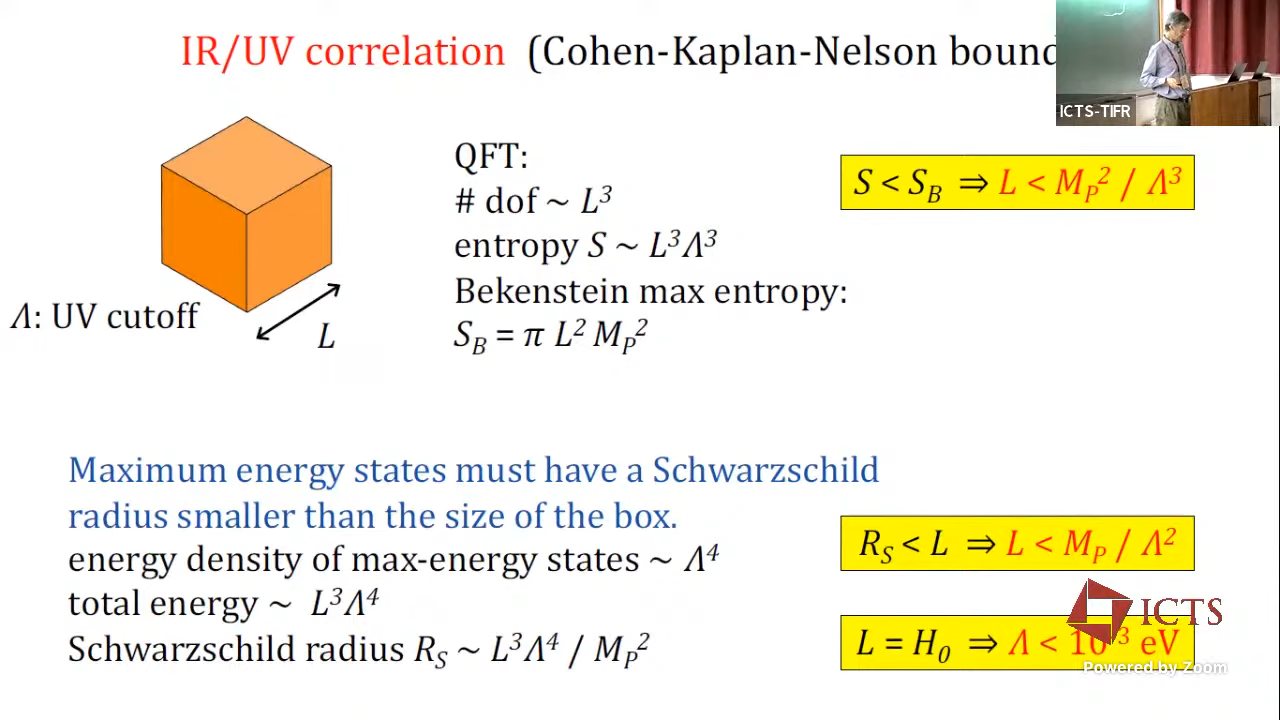 IR/UV correlation (Cohen-Kaplan-Nelson bound
ICTS-TIFR
QFT:
# dof ~ L³
entropy S ~ L³Λ³
Bekenstein max entropy:
S_B = π L² M_P²
S < S_B ⇒ L < M_P² / Λ³
Λ: UV cutoff
L
Maximum energy states must have a Schwarzschild
radius smaller than the size of the box.
energy density of max-energy states ~ Λ⁴
total energy ~ L³Λ⁴
Schwarzschild radius R_S ~ L³Λ⁴ / M_P²
R_S < L ⇒ L < M_P / Λ²
ICTS
L = H₀ ⇒ Λ < 10⁻³ eV
Powered by Zoom